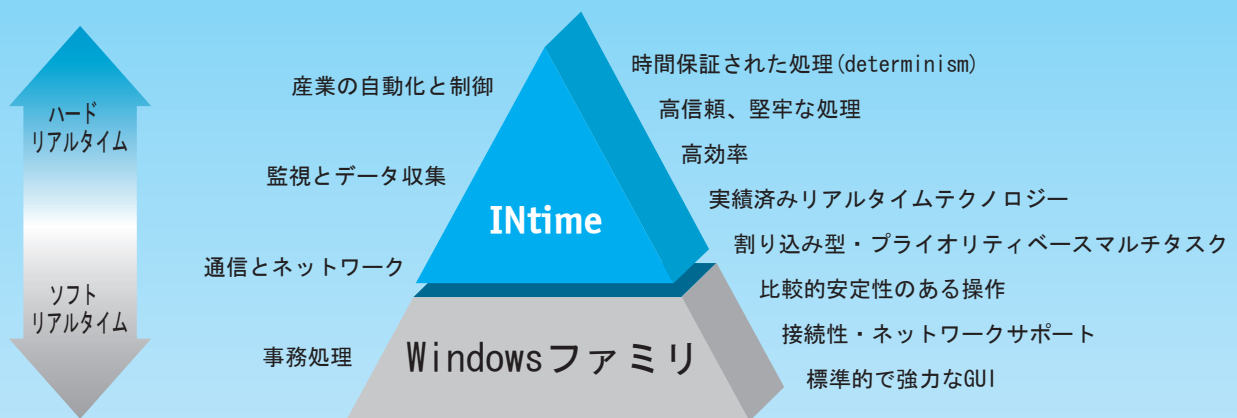 ハード
リアルタイム
ソフト
リアルタイム
産業の自動化と制御
監視とデータ収集
通信とネットワーク
事務処理
INtime
Windowsファミリ
時間保証された処理(determinism)
高信頼、堅牢な処理
高効率
実績済みリアルタイムテクノロジー
割り込み型・プライオリティベースマルチタスク
比較的安定性のある操作
接続性・ネットワークサポート
標準的で強力なGUI